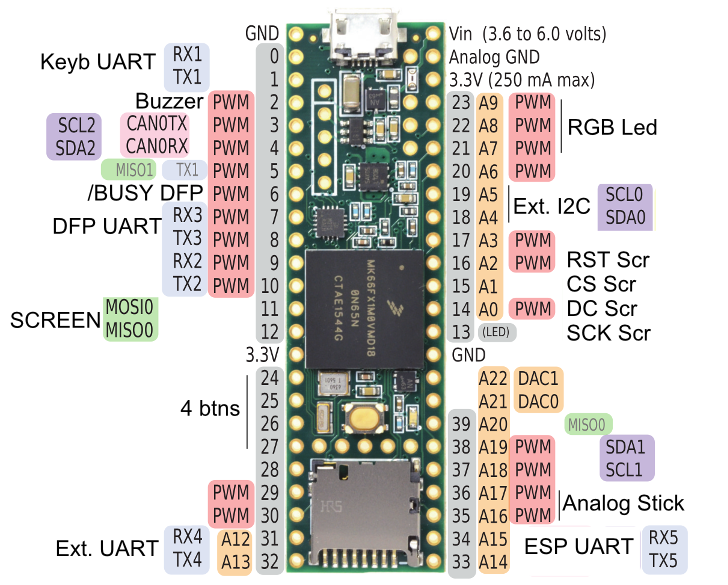 GND Vin (3.6 to 6.0 volts)
Keyb UART RX1 0 Analog GND
TX1 1 3.3V (250 mA max)
Buzzer PWM 2 23 A9 PWM
SCL2 CAN0TX PWM 3 22 A8 PWM RGB Led
SDA2 CAN0RX PWM 4 21 A7 PWM
MISO1 TX1 PWM 5 20 A6 PWM
/BUSY DFP PWM 6 19 A5 Ext. I2C SCL0
DFP UART RX3 PWM 7 18 A4 SDA0
TX3 PWM 8 17 A3 PWM
RX2 PWM 9 16 A2 PWM RST Scr
TX2 PWM 10 15 A1 CS Scr
SCREEN MOSI0 11 14 A0 PWM DC Scr
MISO0 12 13 (LED) SCK Scr
3.3V GND
24 A22 DAC1
4 btns 25 A21 DAC0
26 39 A20 MISO0
27 38 A19 PWM SDA1
28 37 A18 PWM SCL1
PWM 29 36 A17 PWM Analog Stick
PWM 30 35 A16 PWM
Ext. UART RX4 A12 31 34 A15 ESP UART RX5
TX4 A13 32 33 A14 TX5
MK66FX1M0VMD18
0N65N
CTAE1544G